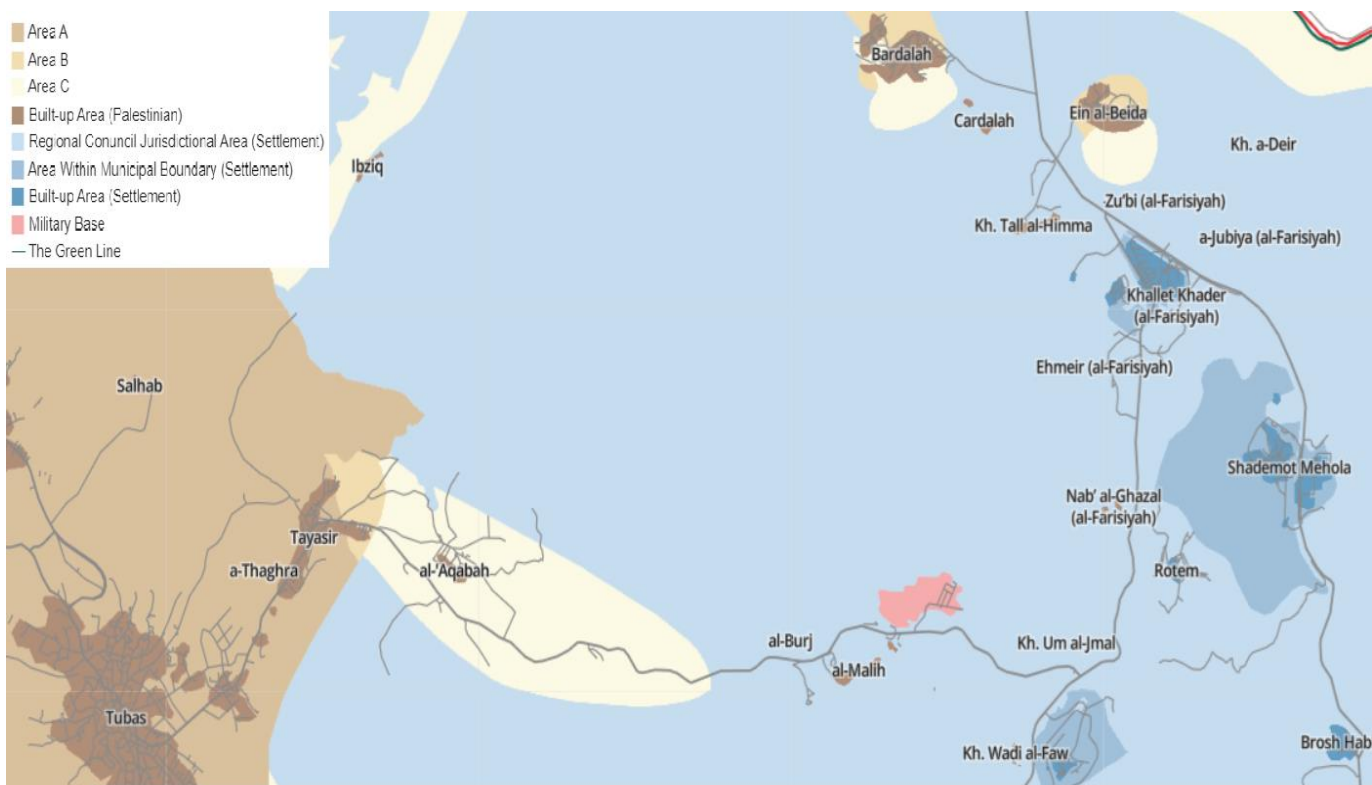 Area A
Area B
Area C
Built-up Area (Palestinian)
Regional Conuncil Jurisdictional Area (Settlement)
Area Within Municipal Boundary (Settlement)
Built-up Area (Settlement)
Military Base
The Green Line
Bardalah
Cardalah
Ein al-Beida
Kh. a-Deir
Ibziq
Zu'bi (al-Farisiyah)
Kh. Tall al-Himma
a-Jubiya (al-Farisiyah)
Khallet Khader
(al-Farisiyah)
Ehmeir (al-Farisiyah)
Salhab
Shademot Mehola
Nab' al-Ghazal
(al-Farisiyah)
Tayasir
a-Thaghra
al-'Aqabah
Rotem
al-Burj
Kh. Um al-Jmal
al-Malih
Tubas
Kh. Wadi al-Faw
Brosh Hab